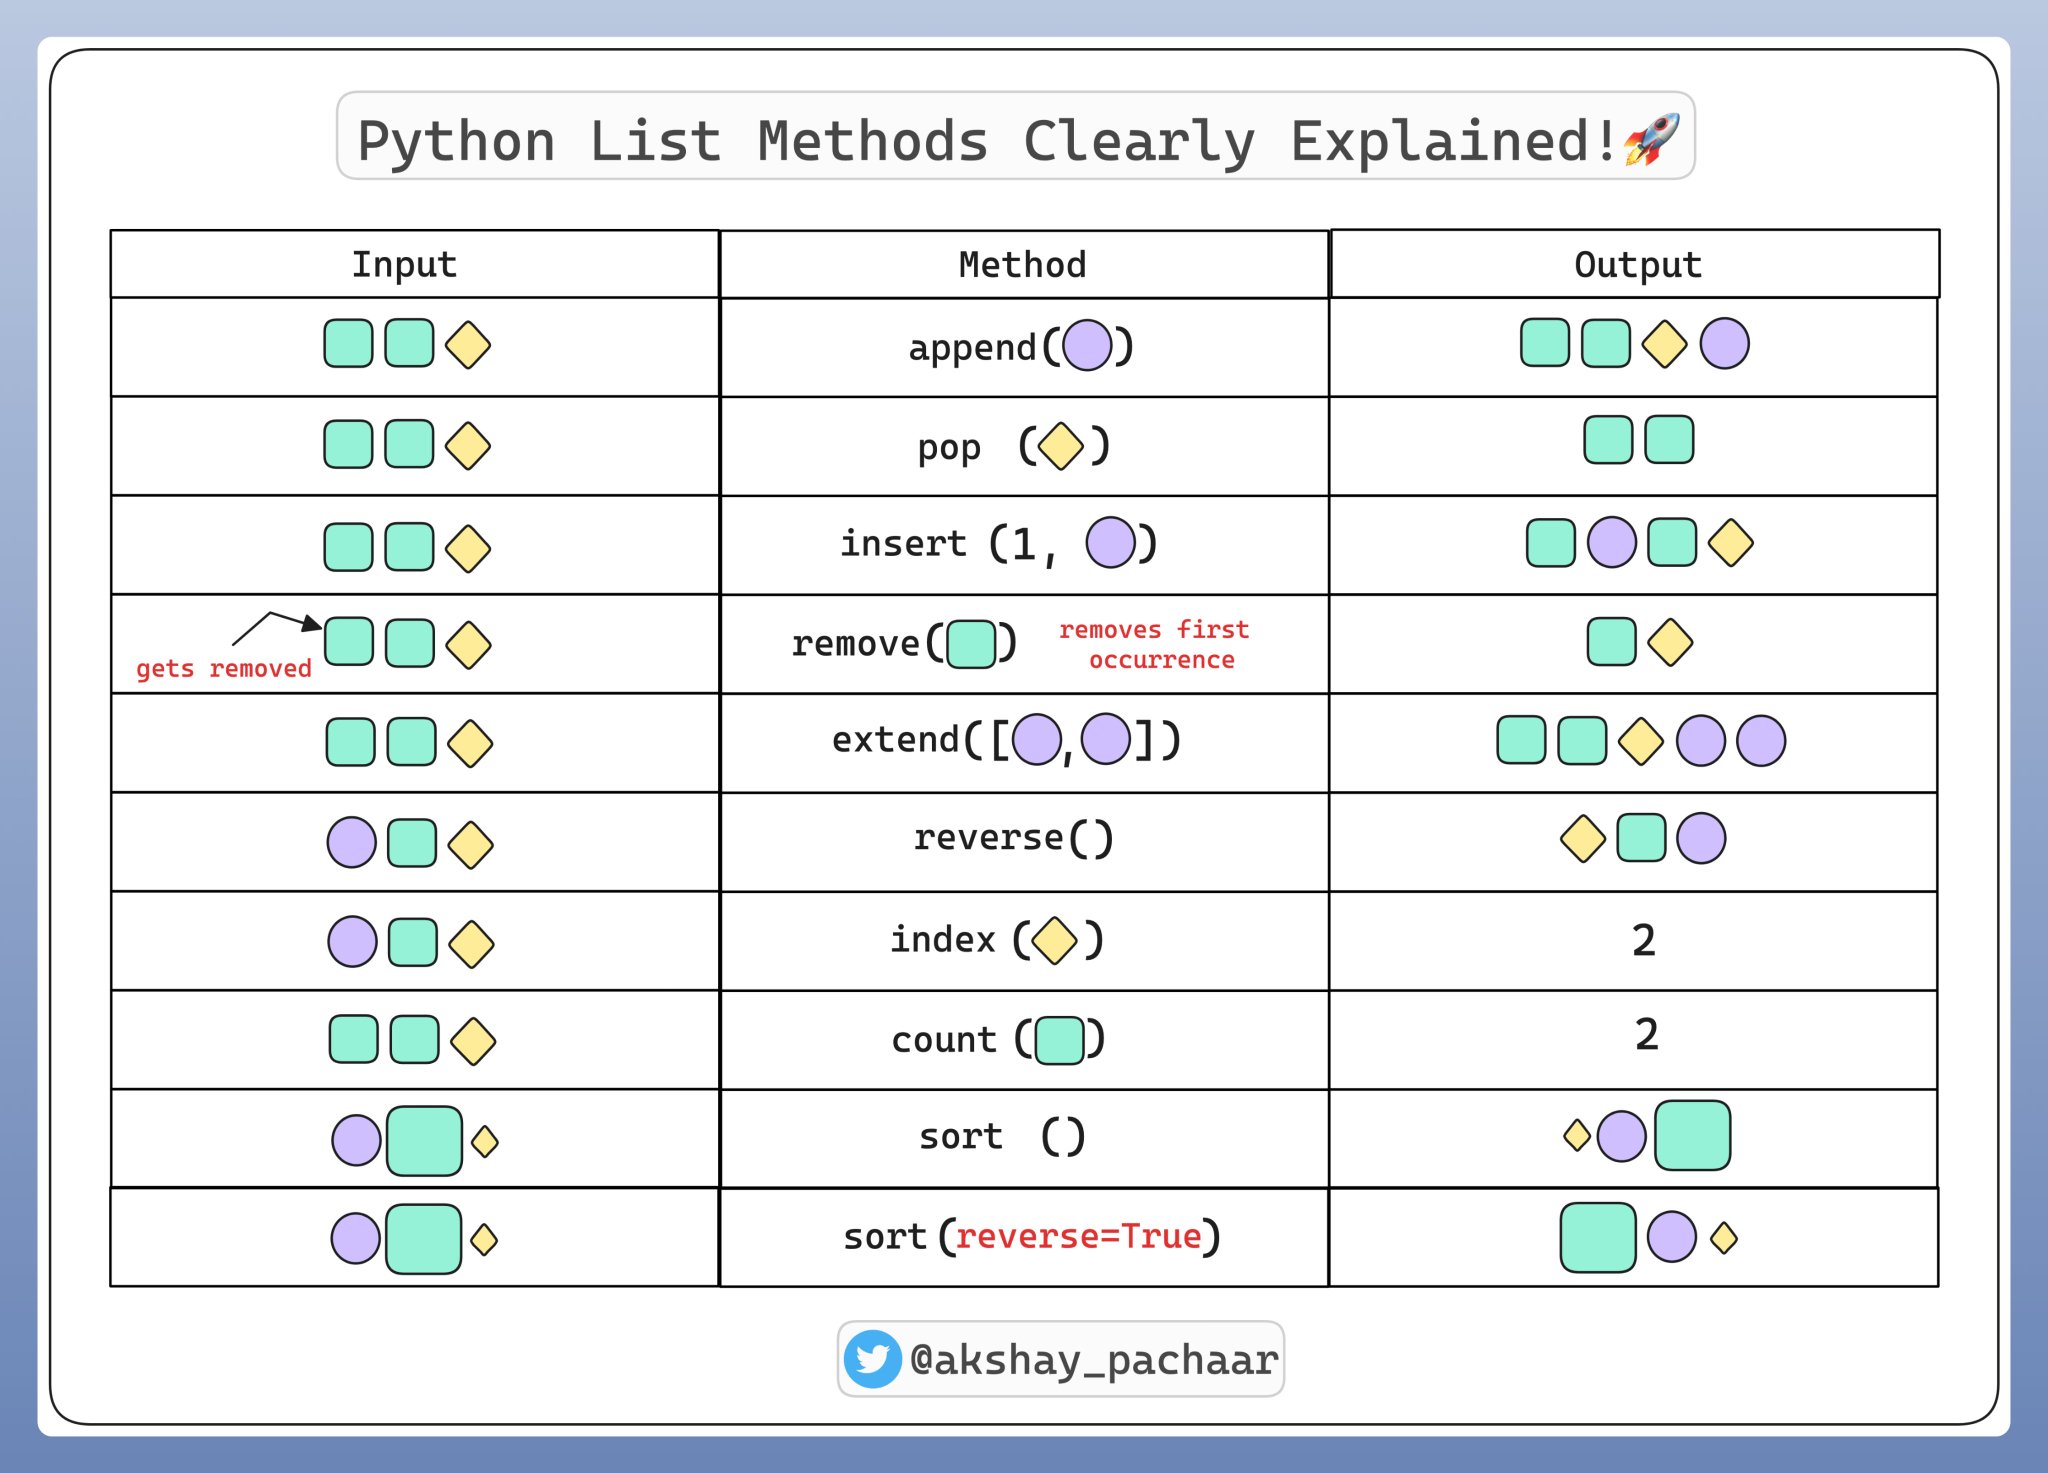 Python List Methods Clearly Explained!🚀
Input Method Output
append( )
pop ( )
insert (1, )
gets removed
remove( )
removes first
occurrence
extend([ , ])
reverse()
index ( ) 2
count ( ) 2
sort ()
sort(reverse=True)
@akshay_pachaar